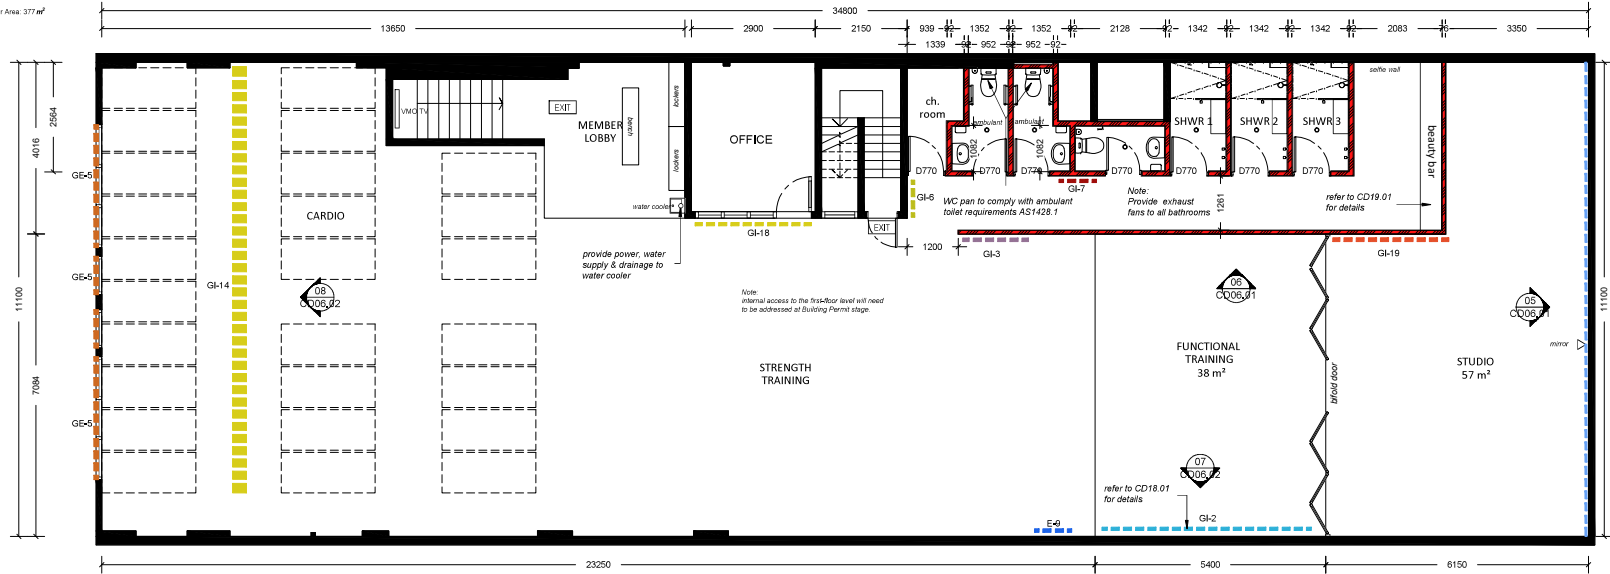 r Area: 377 m²
34800
13650
2900
2150
939
92
1352
92
1352
92
2128
92
1342
92
1342
92
1342
92
2083
76
3350
1339
92
952
92
952
92
2564
4016
11100
7084
11100
VMO TV
EXIT
MEMBER
LOBBY
bench
lockers
lockers
water cooler
OFFICE
ch.
room
ambulant
ambulant
1082
1082
SHWR 1
SHWR 2
SHWR 3
selfie wall
beauty bar
D770
D770
D770
D770
D770
D770
D770
GE-5
GE-5
GE-5
CARDIO
GI-14
08
CD06.02
GI-18
EXIT
GI-6
GI-7
WC pan to comply with ambulant
toilet requirements AS1428.1
Note:
Provide exhaust
fans to all bathrooms
1261
refer to CD19.01
for details
1200
GI-3
GI-19
provide power, water
supply & drainage to
water cooler
Note:
internal access to the first-floor level will need
to be addressed at Building Permit stage.
06
CD06.01
05
CD06.01
mirror
STRENGTH
TRAINING
FUNCTIONAL
TRAINING
38 m²
bifold door
STUDIO
57 m²
07
CD06.02
refer to CD18.01
for details
E-9
GI-2
23250
5400
6150